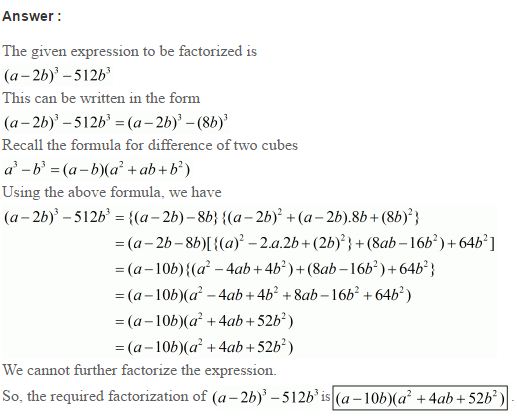 Answer :
The given expression to be factorized is
(a – 2b)³ – 512b³
This can be written in the form
(a – 2b)³ – 512b³ = (a – 2b)³ – (8b)³
Recall the formula for difference of two cubes
a³ – b³ = (a – b)(a² + ab + b²)
Using the above formula, we have
(a – 2b)³ – 512b³ = {(a – 2b) – 8b} {(a – 2b)² + (a – 2b).8b + (8b)²}
= (a – 2b – 8b)[{(a)² – 2.a.2b + (2b)²} + (8ab – 16b²) + 64b²]
= (a – 10b){(a² – 4ab + 4b²) + (8ab – 16b²) + 64b²}
= (a – 10b)(a² – 4ab + 4b² + 8ab – 16b² + 64b²)
= (a – 10b)(a² + 4ab + 52b²)
= (a – 10b)(a² + 4ab + 52b²)
We cannot further factorize the expression.
So, the required factorization of (a – 2b)³ – 512b³ is (a – 10b)(a² + 4ab + 52b²) .